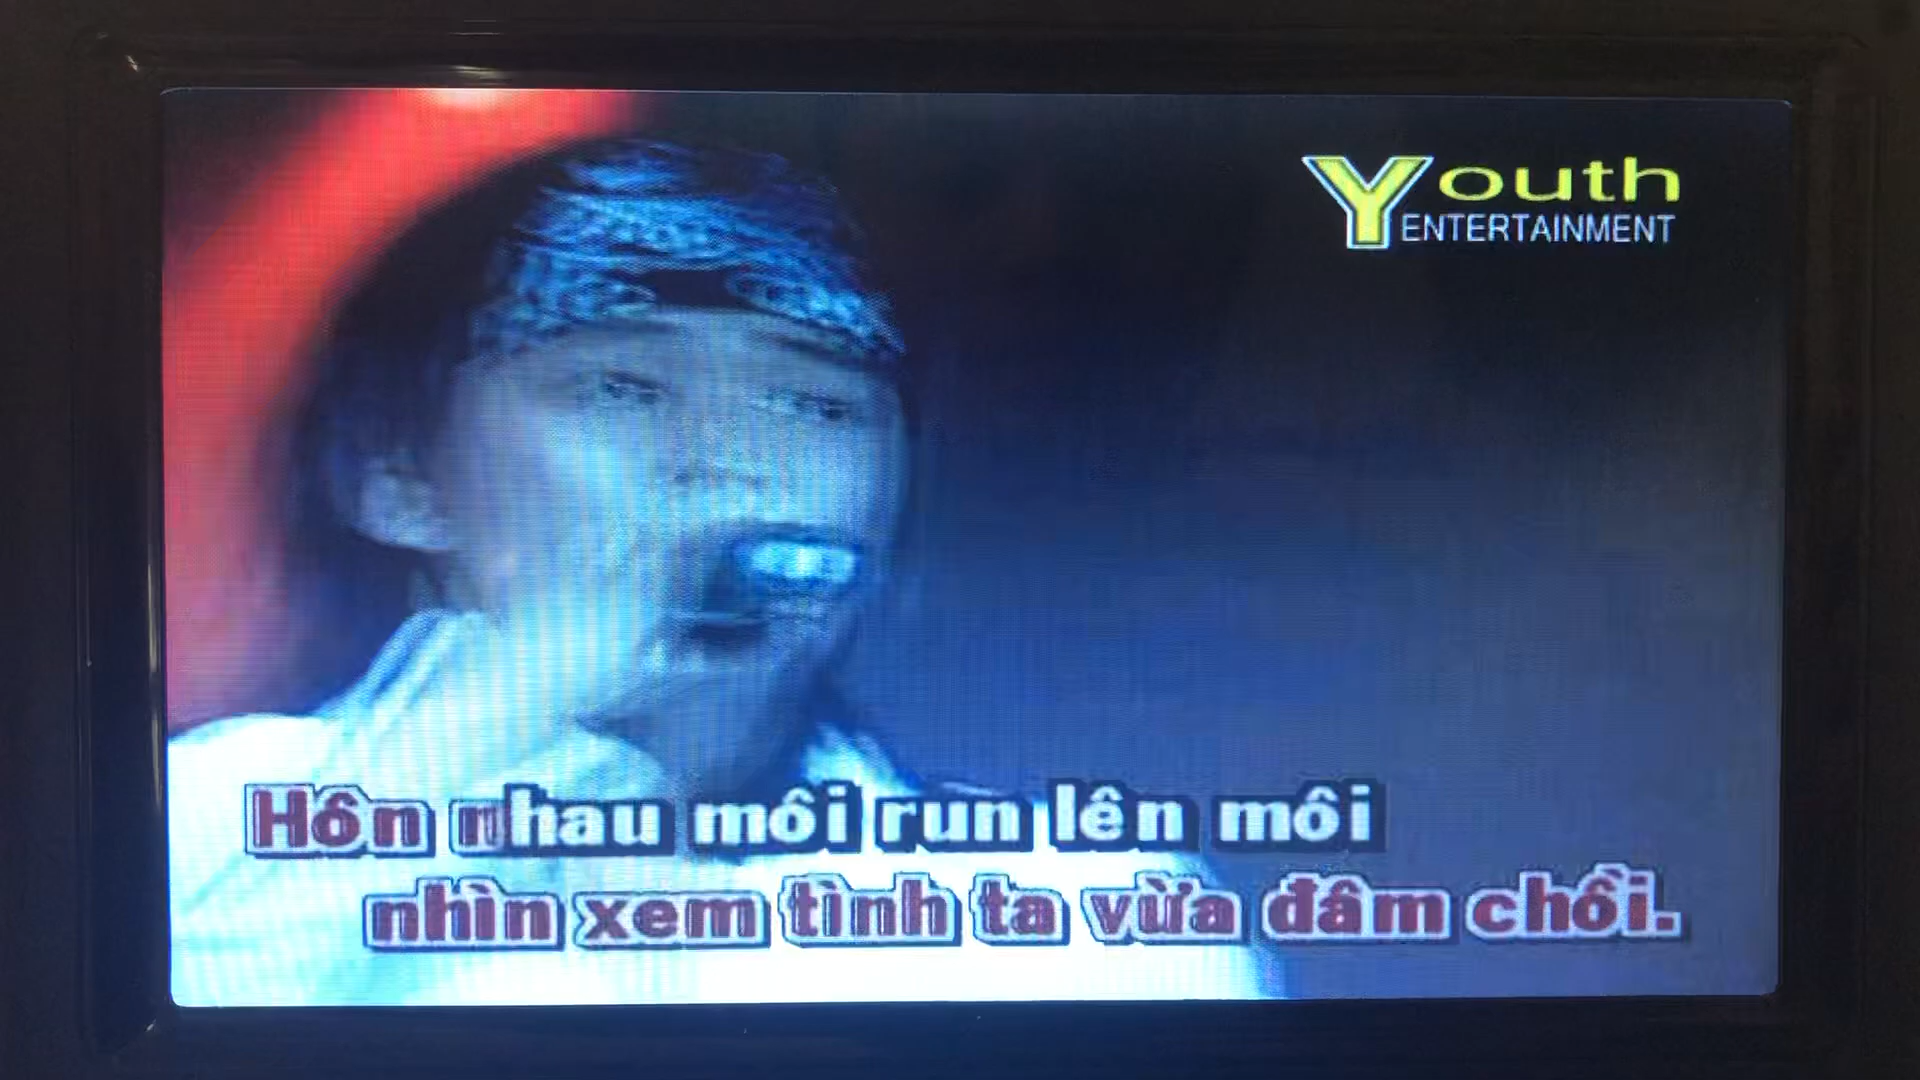 Youth
ENTERTAINMENT
Hôn nhau môi run lên môi
nhìn xem tình ta vừa đâm chồi.